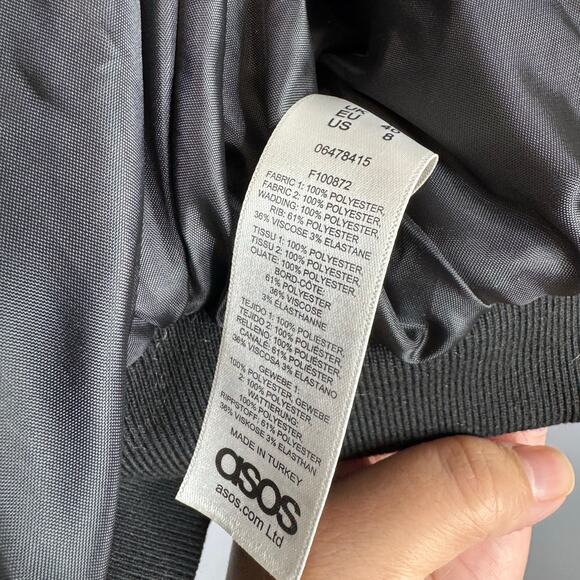 EU 40
US 8
06478415
F100872
FABRIC 1: 100% POLYESTER,
FABRIC 2: 100% POLYESTER,
WADDING: 100% POLYESTER,
RIB: 61% POLYESTER
36% VISCOSE 3% ELASTANE
TISSU 1: 100% POLYESTER,
TISSU 2: 100% POLYESTER,
OUATE: 100% POLYESTER,
BORD-CÔTE:
61% POLYESTER
36% VISCOSE
3% ÉLASTHANNE
TEJIDO 1: 100% POLIÉSTER,
TEJIDO 2: 100% POLIÉSTER,
RELLENO: 100% POLIÉSTER,
CANALÉ: 61% POLIÉSTER
36% VISCOSA 3% ELASTANO
GEWEBE 1:
100% POLYESTER, GEWEBE
2: 100% POLYESTER,
WATTIERUNG:
100% POLYESTER,
RIPPSTOFF: 61% POLYESTER
36% VISKOSE 3% ELASTHAN
MADE IN TURKEY
asos
asos.com Ltd